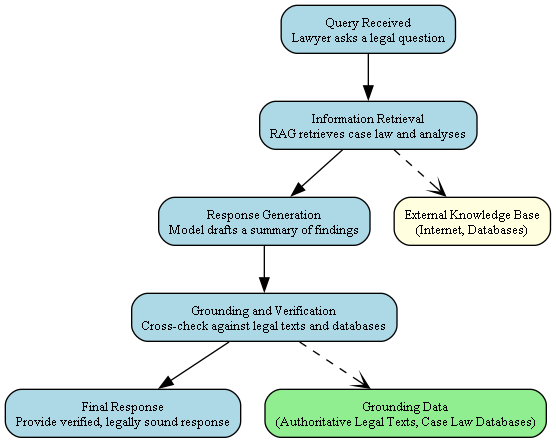 Query Received
Lawyer asks a legal question
Information Retrieval
RAG retrieves case law and analyses
Response Generation
Model drafts a summary of findings
External Knowledge Base
(Internet, Databases)
Grounding and Verification
Cross-check against legal texts and databases
Final Response
Provide verified, legally sound response
Grounding Data
(Authoritative Legal Texts, Case Law Databases)